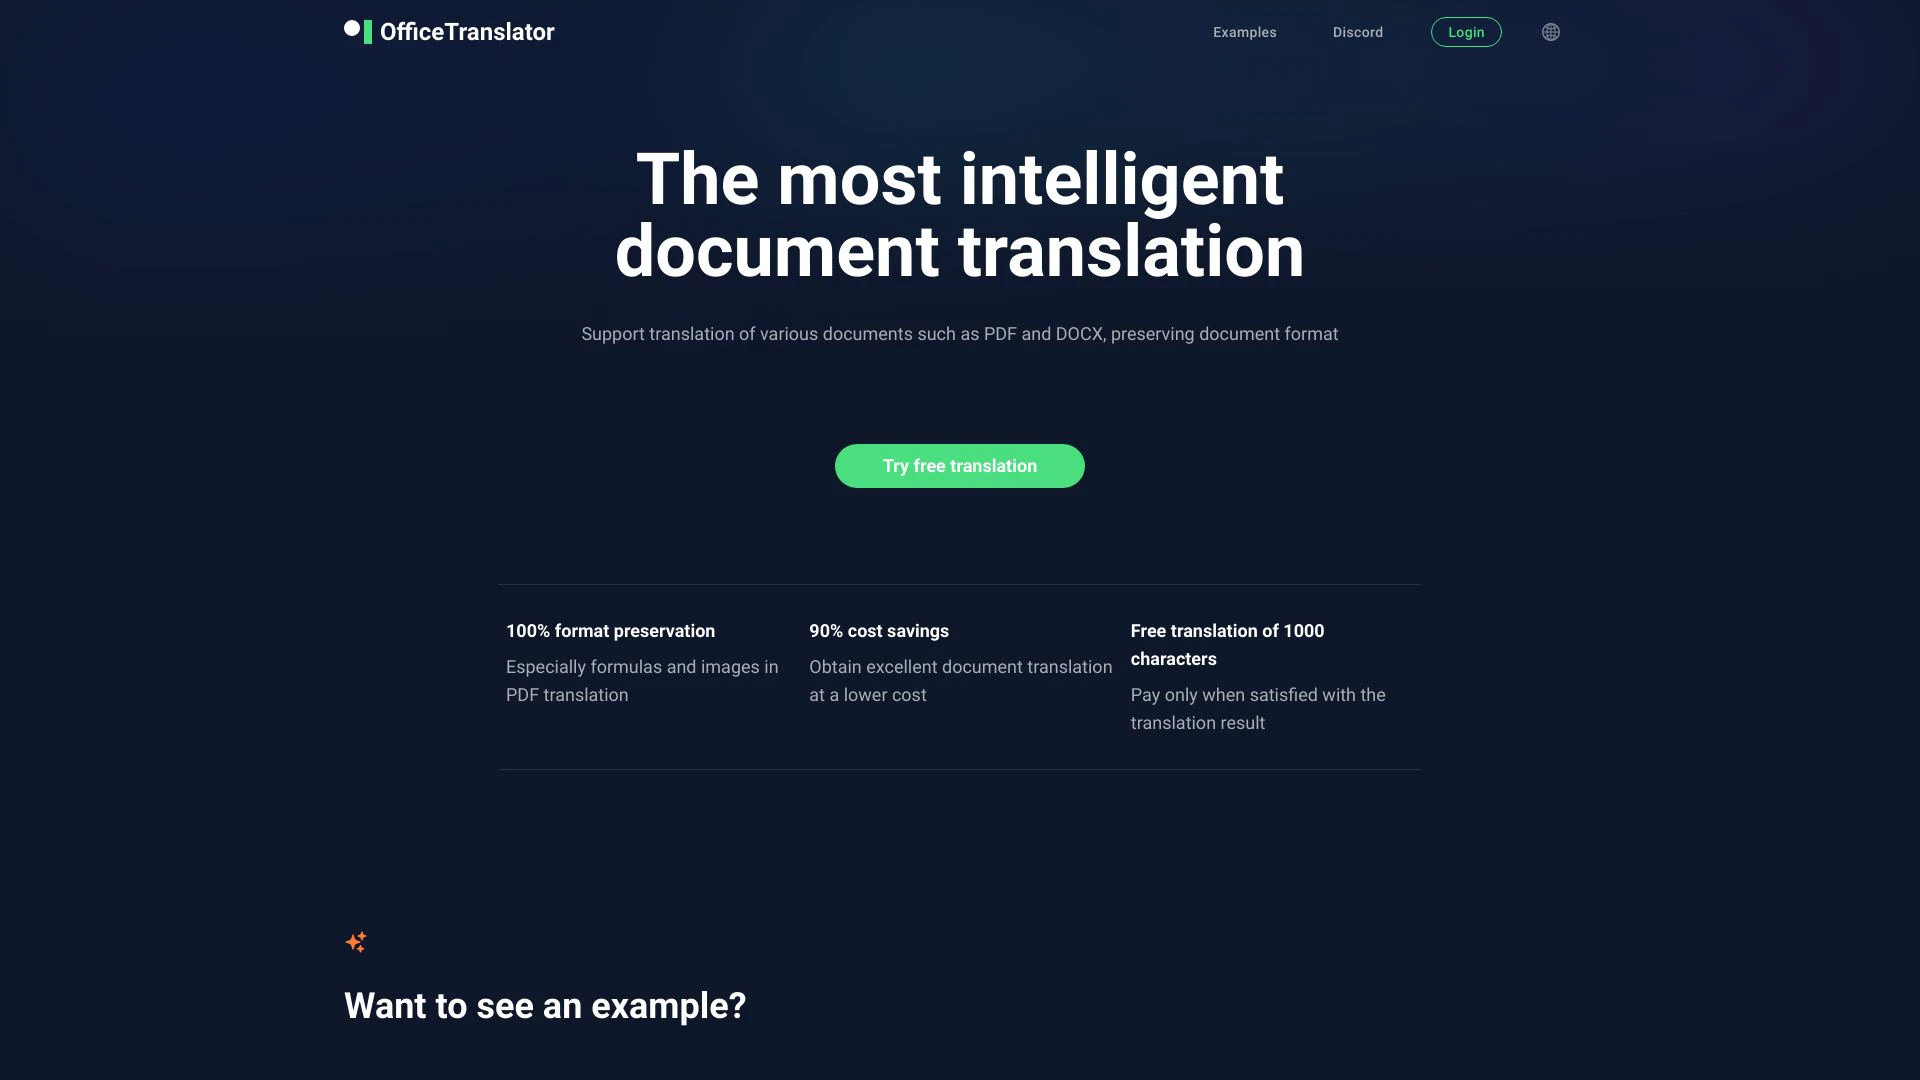 OfficeTranslator
Examples
Discord
Login
The most intelligent
document translation
Support translation of various documents such as PDF and DOCX, preserving document format
Try free translation
100% format preservation
Especially formulas and images in
PDF translation
90% cost savings
Obtain excellent document translation
at a lower cost
Free translation of 1000
characters
Pay only when satisfied with the
translation result
Want to see an example?